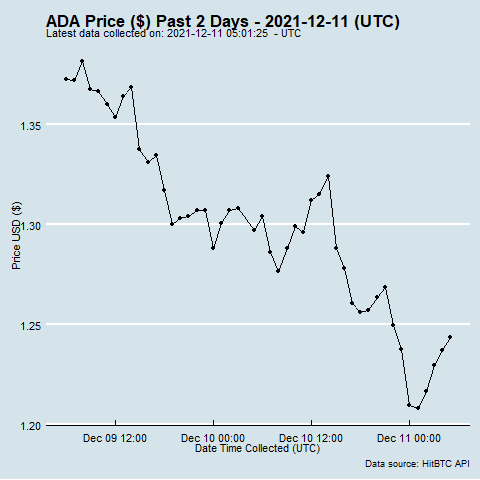 ADA Price ($) Past 2 Days - 2021-12-11 (UTC)
Latest data collected on: 2021-12-11 05:01:25  - UTC
1.35
1.30
1.25
1.20
Price USD ($)
Dec 09 12:00
Dec 10 00:00
Dec 10 12:00
Dec 11 00:00
Date Time Collected (UTC)
Data source: HitBTC API